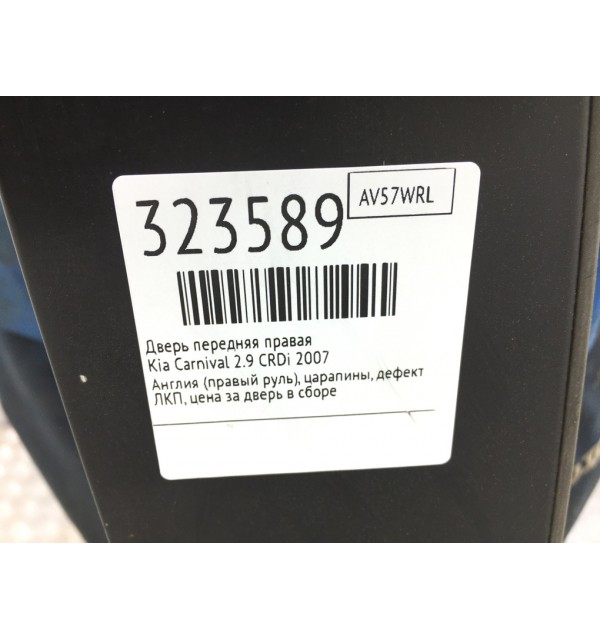 323589
AV57WRL
Дверь передняя правая
Kia Carnival 2.9 CRDi 2007
Англия (правый руль), царапины, дефект
ЛКП, цена за дверь в сборе